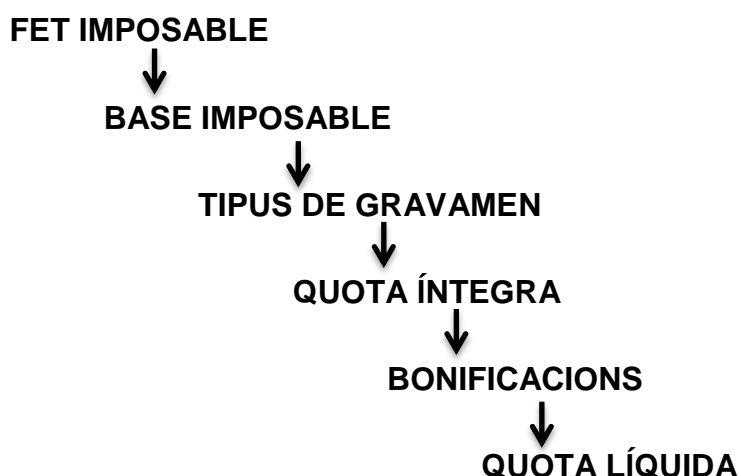 FET IMPOSABLE
BASE IMPOSABLE
TIPUS DE GRAVAMEN
QUOTA ÍNTEGRA
BONIFICACIONS
QUOTA LÍQUIDA